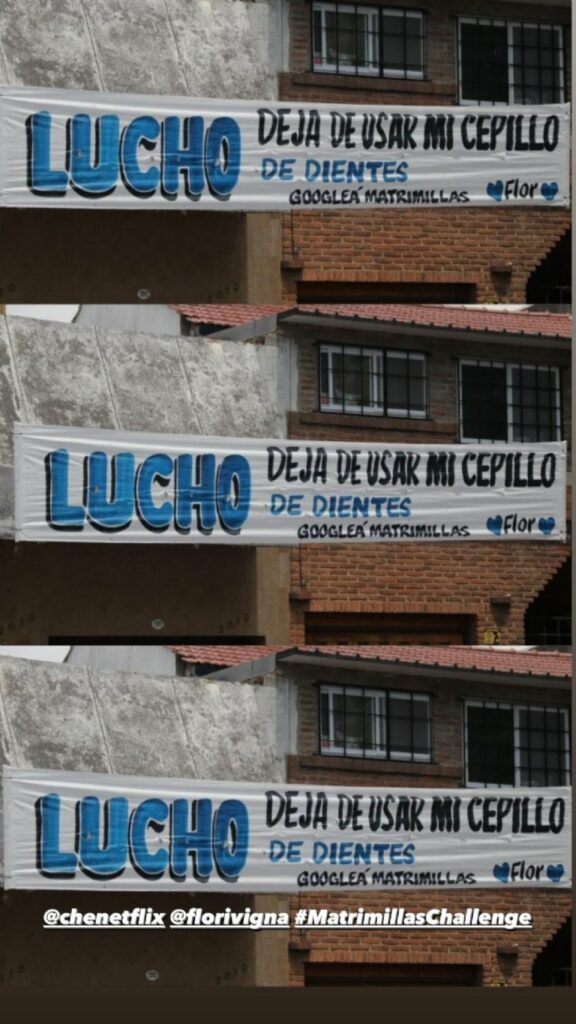 LUCHO DEJA DE USAR MI CEPILLO
DE DIENTES
GOOGLEÁ MATRIMILLAS Flor
LUCHO DEJA DE USAR MI CEPILLO
DE DIENTES
GOOGLEÁ MATRIMILLAS Flor
LUCHO DEJA DE USAR MI CEPILLO
DE DIENTES
GOOGLEÁ MATRIMILLAS Flor
@chenetflix @florivigna #MatrimillasChallenge